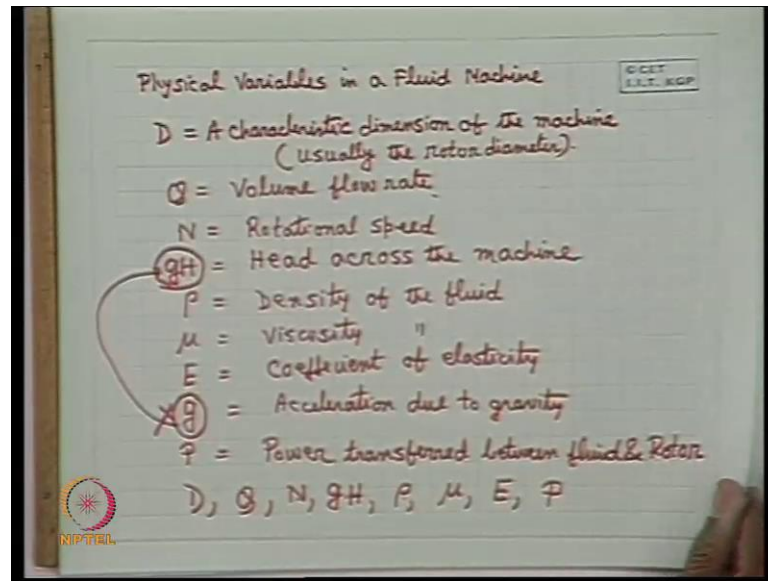 Physical Variables in a Fluid Machine
© CET
I.I.T. KGP
D = A characteristic dimension of the machine
(usually the rotor diameter).
Q = Volume flow rate
N = Rotational speed
gH = Head across the machine
ρ = Density of the fluid
μ = Viscosity "
E = Coefficient of elasticity
g = Acceleration due to gravity
P = Power transferred between fluid & Rotor
D, Q, N, gH, ρ, μ, E, P
NPTEL